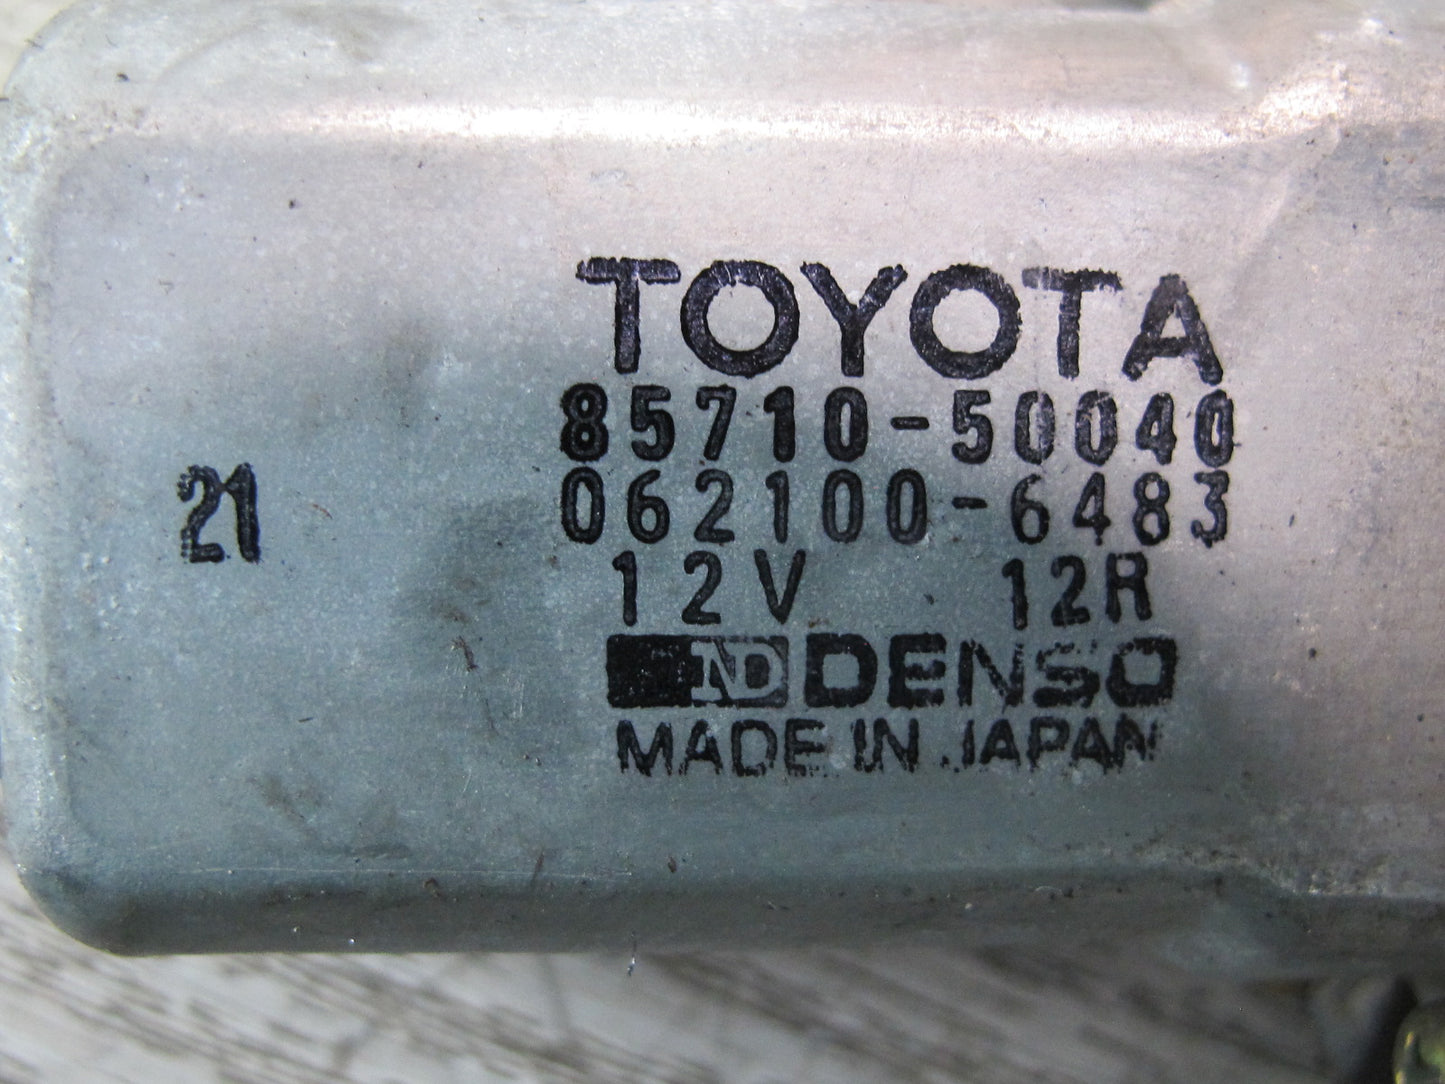 TOYOTA
85710-50040
21
062100-6483
12V 12R
ND DENSO
MADE IN JAPAN